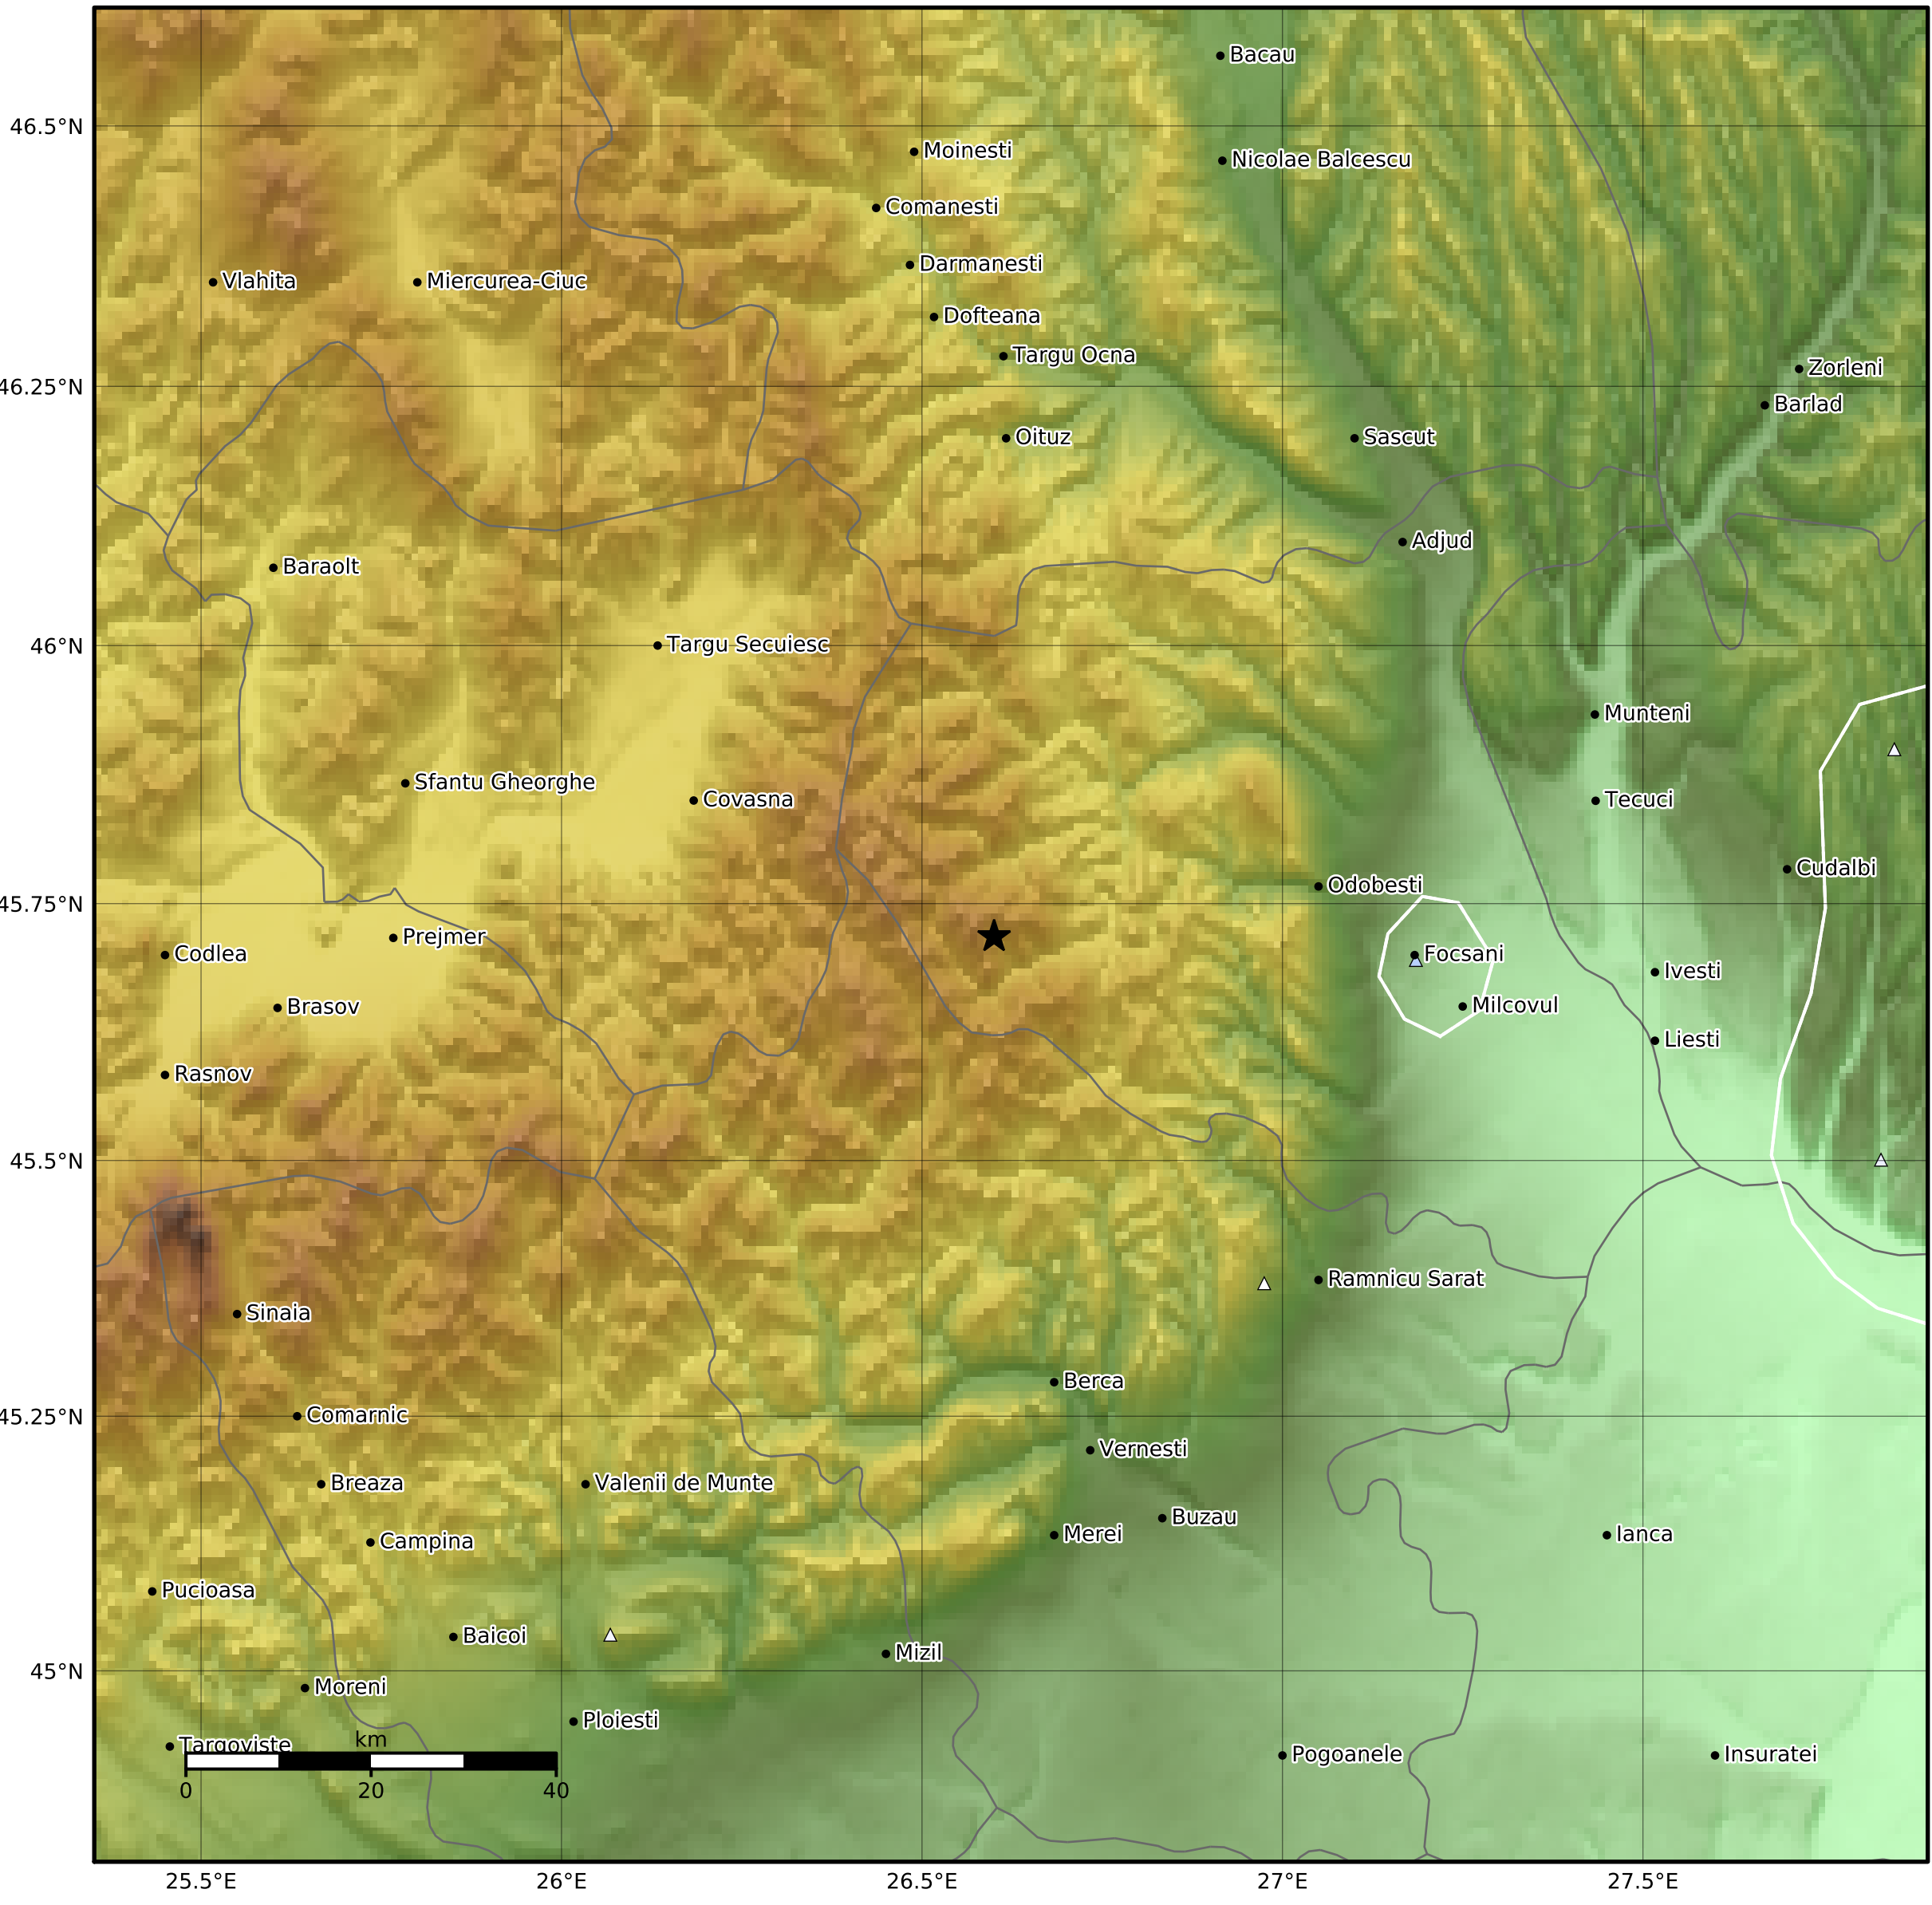 Bacau
46.5°N
Moinesti
Nicolae Balcescu
Comanesti
Darmanesti
Vlahita
Miercurea-Ciuc
Dofteana
Targu Ocna
Zorleni
46.25°N
Barlad
Oituz
Sascut
Adjud
Baraolt
46°N
Targu Secuiesc
Munteni
Sfantu Gheorghe
Covasna
Tecuci
Cudalbi
Odobesti
45.75°N
Prejmer
Codlea
Focsani
Ivesti
Brasov
Milcovul
Liesti
Rasnov
45.5°N
Ramnicu Sarat
Sinaia
Berca
45.25°N
Comarnic
Vernesti
Breaza
Valenii de Munte
Buzau
Merei
Ianca
Campina
Pucioasa
Baicoi
Mizil
45°N
Moreni
Ploiesti
Targoviste
km
Pogoanele
Insuratei
0 20 40
25.5°E 26°E 26.5°E 27°E 27.5°E